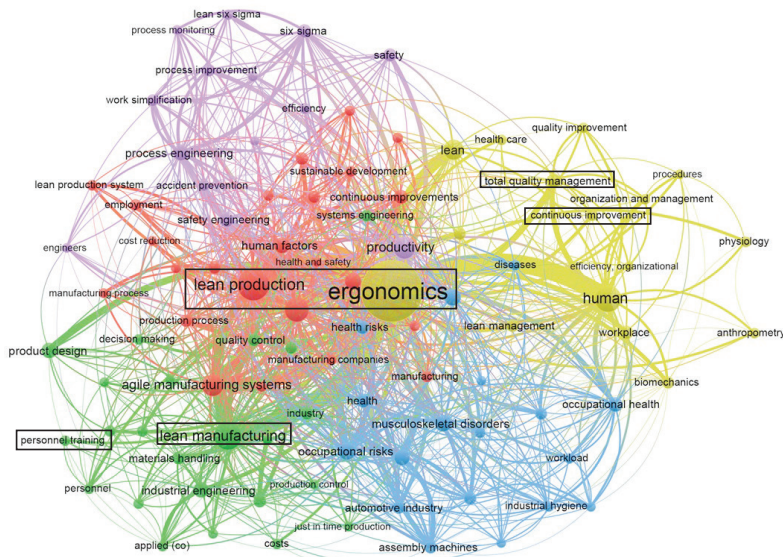 lean six sigma
process monitoring
six sigma
process improvement
safety
work simplification
efficiency
quality improvement
health care
lean
process engineering
procedures
sustainable development
total quality management
lean production system
accident prevention
continuous improvements
organization and management
employment
systems engineering
continuous improvement
safety engineering
engineers
cost reduction
human factors
productivity
physiology
health and safety
diseases
efficiency, organizational
lean production
ergonomics
manufacturing process
human
production process
health risks
lean management
workplace
anthropometry
decision making
quality control
product design
manufacturing companies
agile manufacturing systems
manufacturing
biomechanics
health
occupational health
industry
musculoskeletal disorders
personnel training
lean manufacturing
materials handling
occupational risks
workload
personnel
industrial engineering
production control
automotive industry
industrial hygiene
just in time production
applied (co)
costs
assembly machines